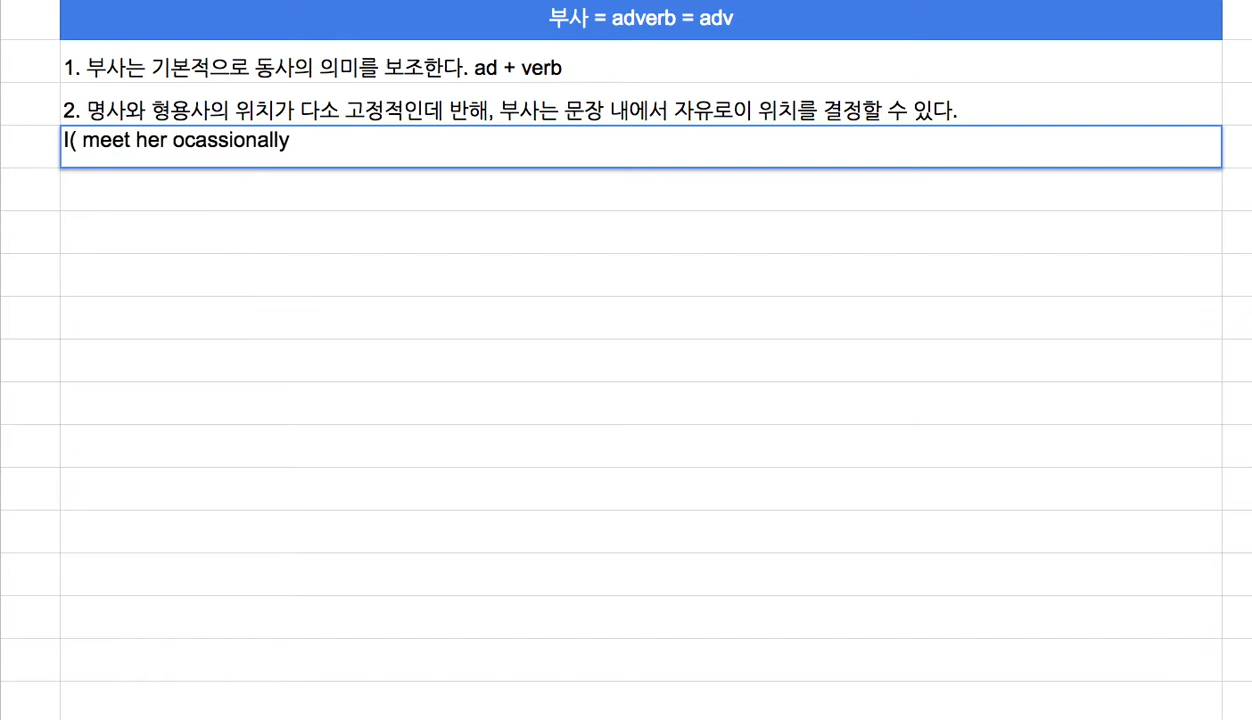 부사 = adverb = adv
1. 부사는 기본적으로 동사의 의미를 보조한다. ad + verb
2. 명사와 형용사의 위치가 다소 고정적인데 반해, 부사는 문장 내에서 자유로이 위치를 결정할 수 있다.
I( meet her ocassionally